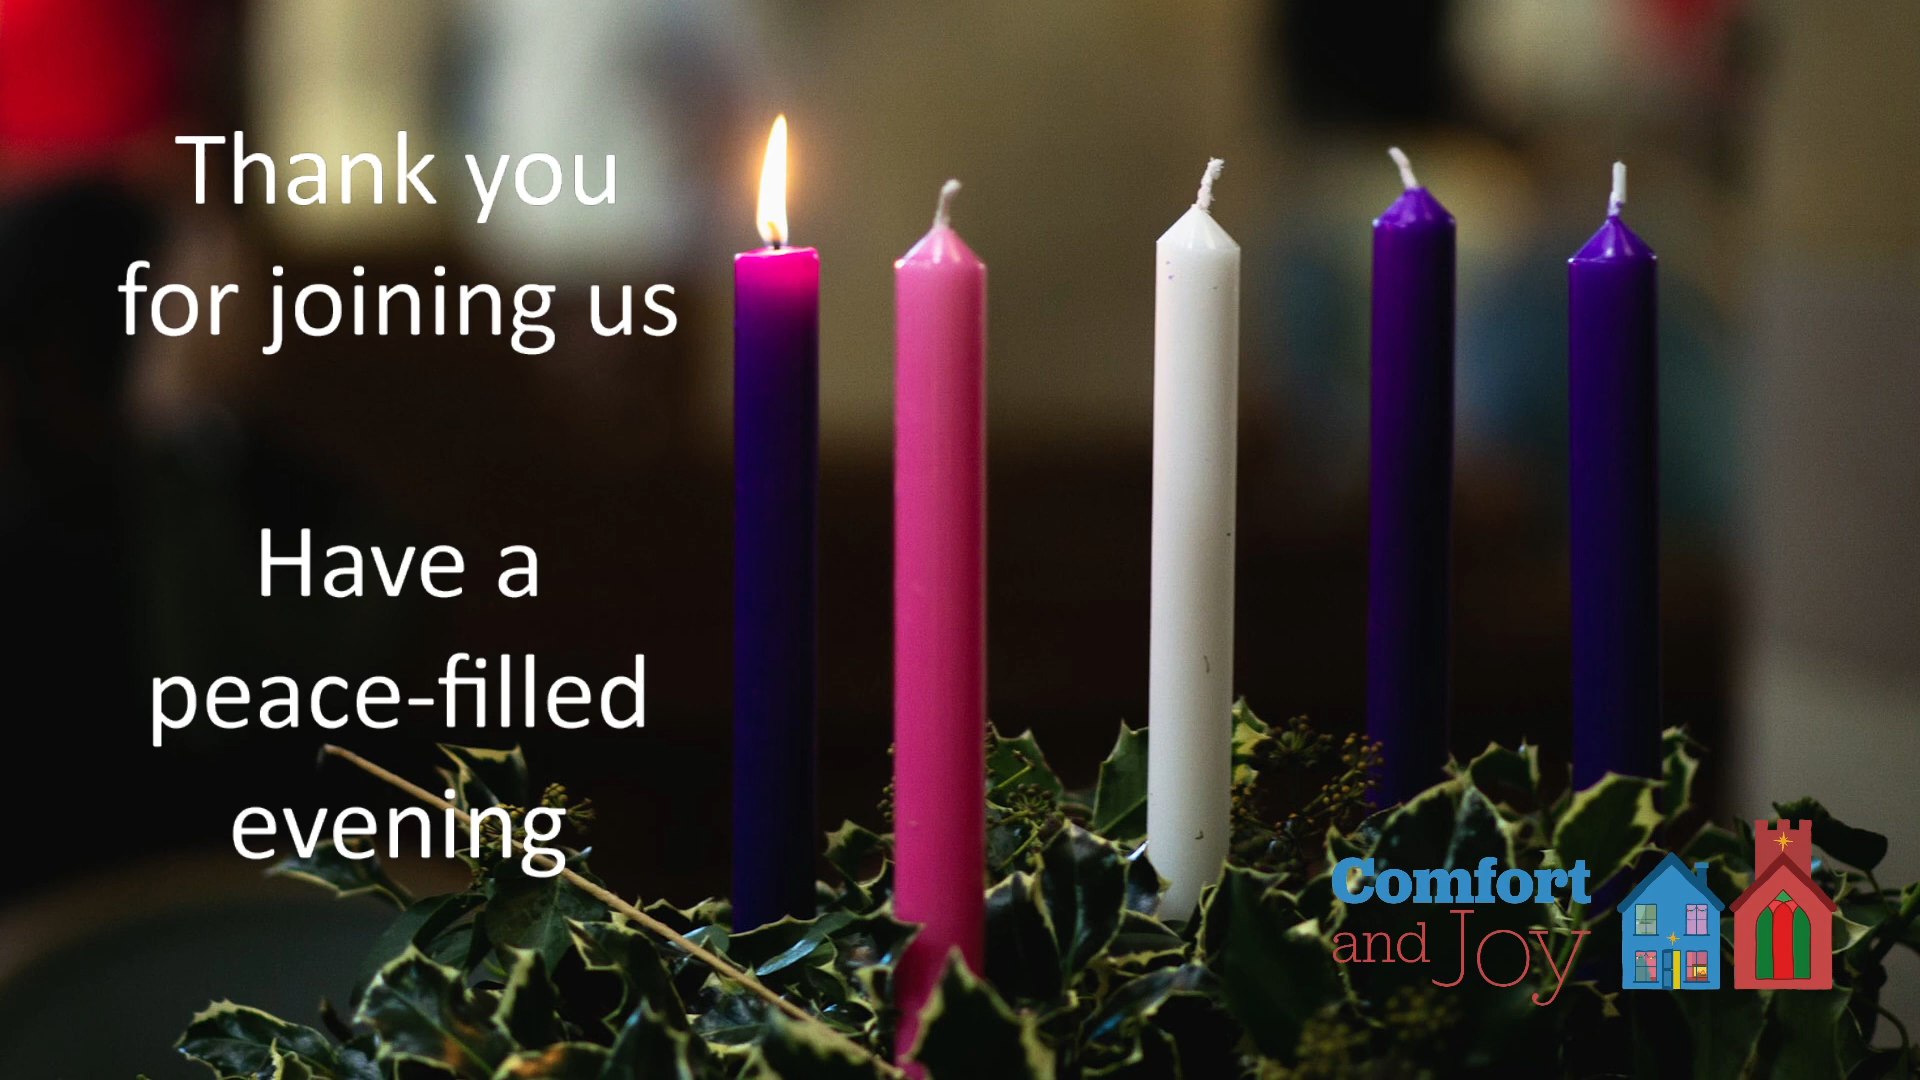 Thank you
for joining us
Have a
peace-filled
evening
Comfort
and Joy